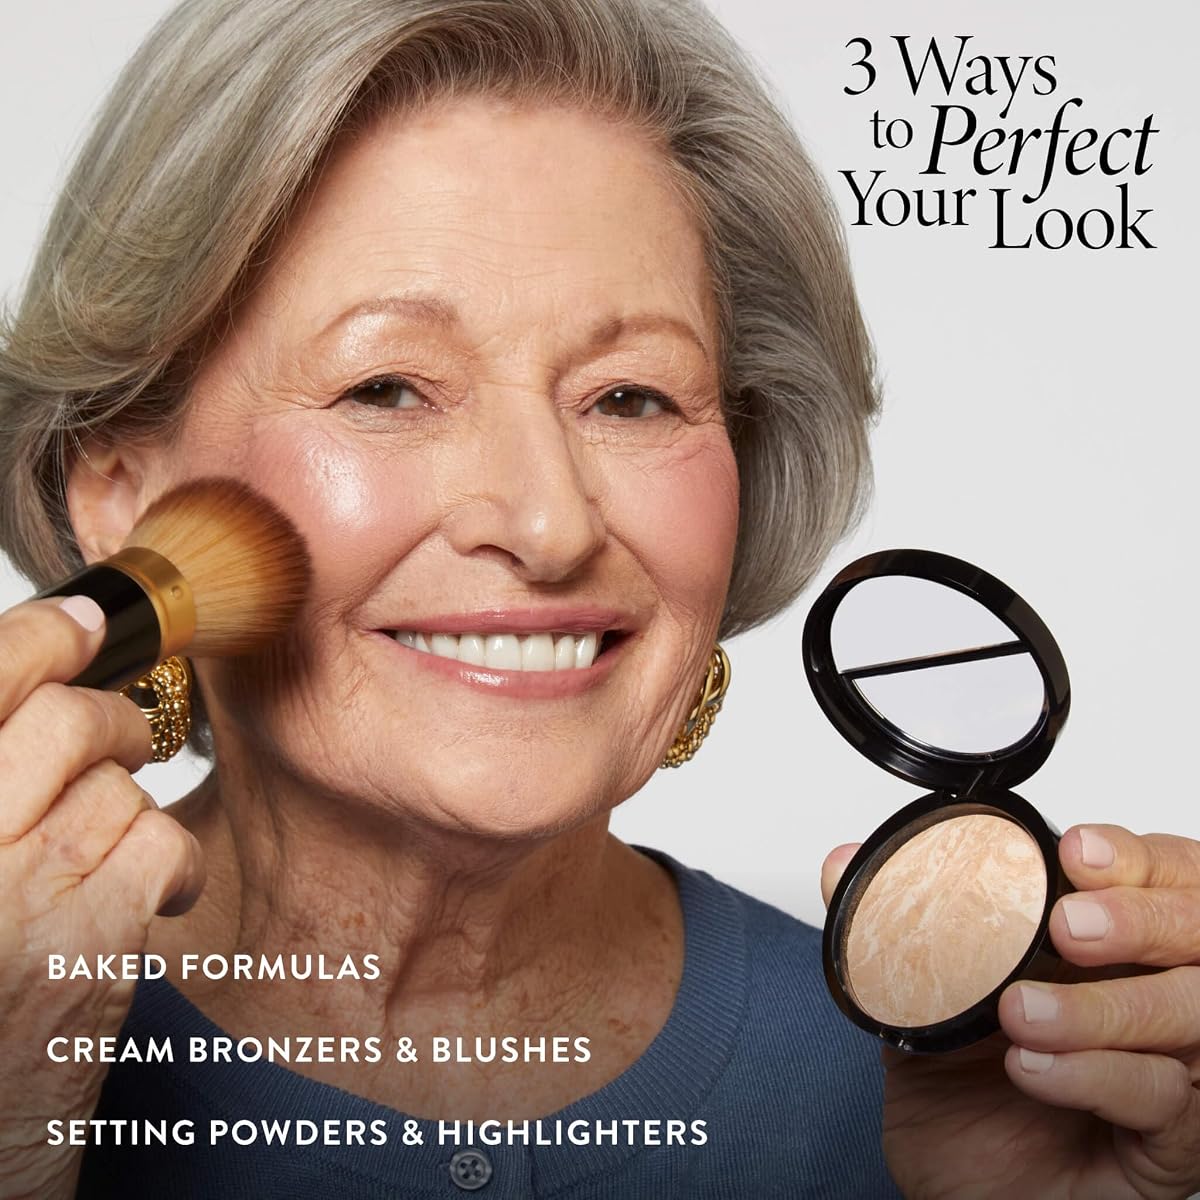 3 Ways
to Perfect
Your Look
BAKED FORMULAS
CREAM BRONZERS & BLUSHES
SETTING POWDERS & HIGHLIGHTERS